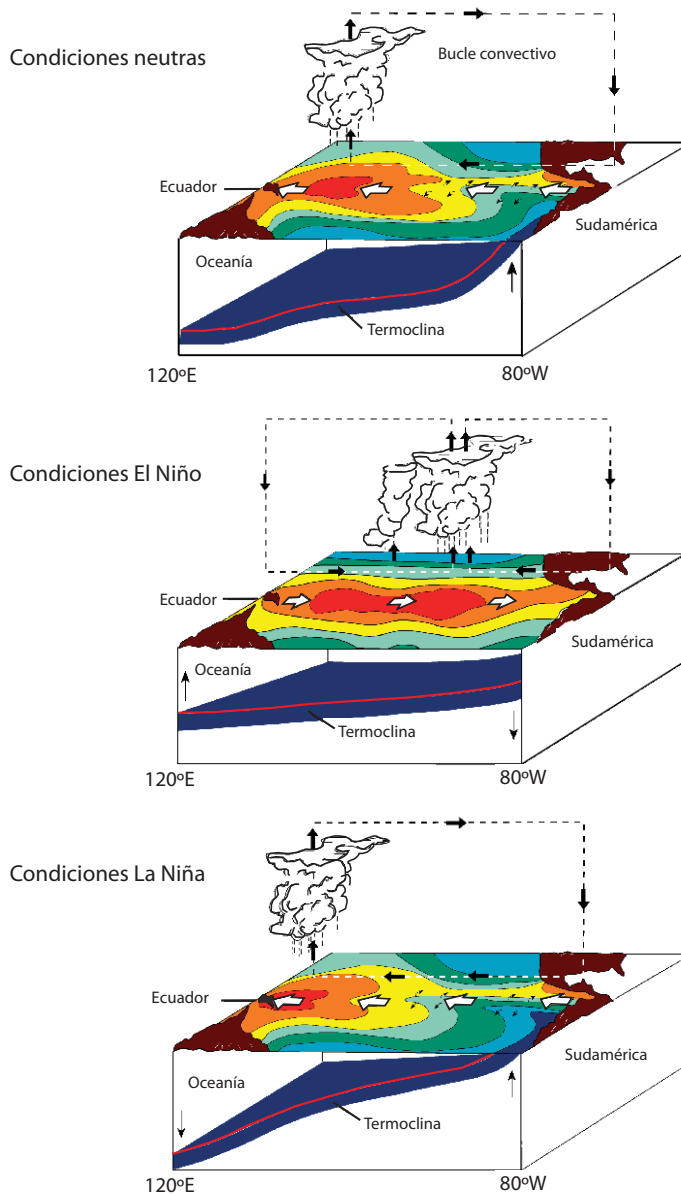 Condiciones neutras
Bucle convectivo
Ecuador
Sudamérica
Oceanía
Termoclina
120ºE
80ºW
Condiciones El Niño
Ecuador
Sudamérica
Oceanía
Termoclina
120ºE
80ºW
Condiciones La Niña
Ecuador
Sudamérica
Oceanía
Termoclina
120ºE
80ºW